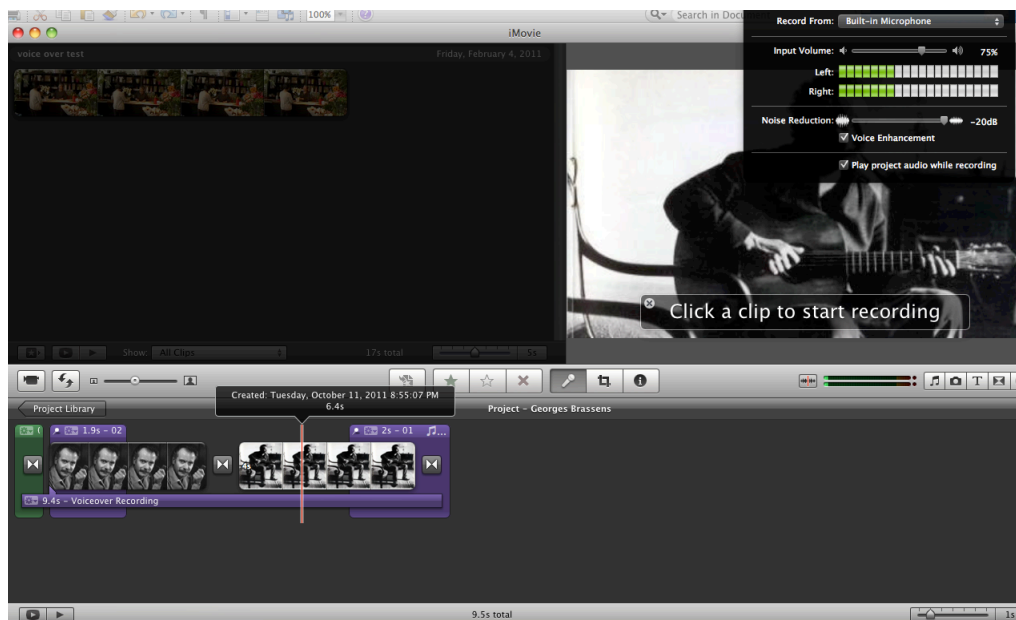 100%
Search in Docu
iMovie
Record From: Built-in Microphone
voice over test
Friday, February 4, 2011
Input Volume: 75%
Left:
Right:
Noise Reduction: -20dB
Voice Enhancement
Play project audio while recording
Click a clip to start recording
Show: All Clips
17s total
5s
Created: Tuesday, October 11, 2011 8:55:07 PM
6.4s
Project Library
Project - Georges Brassens
1.9s - 02
2s - 01
9.4s - Voiceover Recording
9.5s total
1s